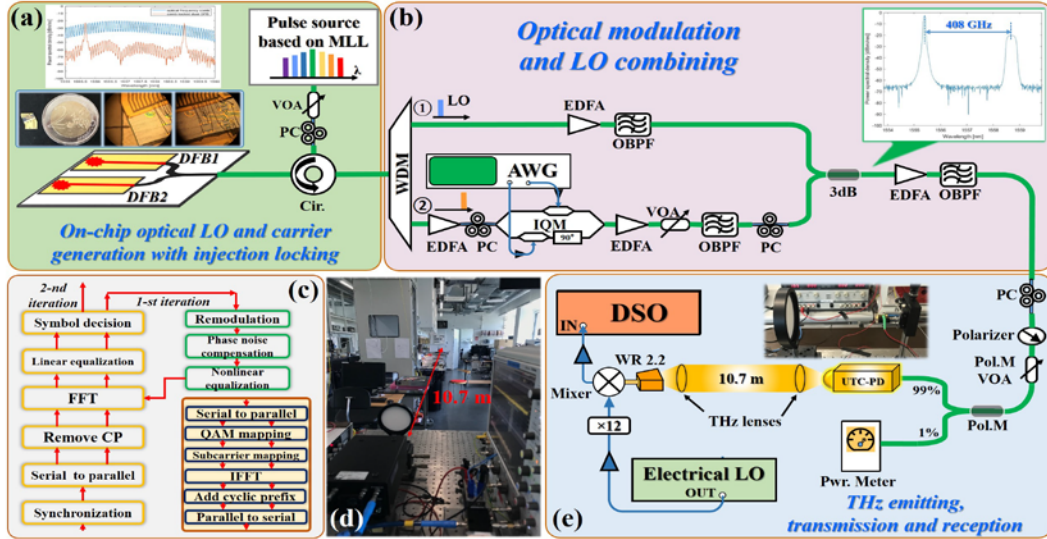 (a)
Pulse source
based on MLL
λ
VOA
PC
DFB1
DFB2
Cir.
On-chip optical LO and carrier
generation with injection locking
(b)
Optical modulation
and LO combining
408 GHz
Wavelength [nm]
WDM
① LO
EDFA
OBPF
AWG
②
EDFA
PC
IQM
90°
EDFA
VOA
OBPF
PC
3dB
EDFA
OBPF
(c)
2-nd
iteration
1-st iteration
Symbol decision
Linear equalization
FFT
Remove CP
Serial to parallel
Synchronization
Remodulation
Phase noise
compensation
Nonlinear
equalization
Serial to parallel
QAM mapping
Subcarrier mapping
IFFT
Add cyclic prefix
Parallel to serial
10.7 m
(d)
DSO
IN
Mixer
WR 2.2
10.7 m
THz lenses
UTC-PD
99%
1%
Pol.M
PC
Polarizer
Pol.M
VOA
×12
Electrical LO
OUT
Pwr. Meter
(e)
THz emitting,
transmission and reception